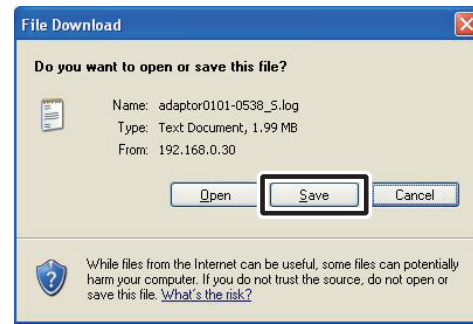 File Download
Do you want to open or save this file?
Name: adaptor0101-0538_S.log
Type: Text Document, 1.99 MB
From: 192.168.0.30
Open Save Cancel
While files from the Internet can be useful, some files can potentially
harm your computer. If you do not trust the source, do not open or
save this file. What's the risk?